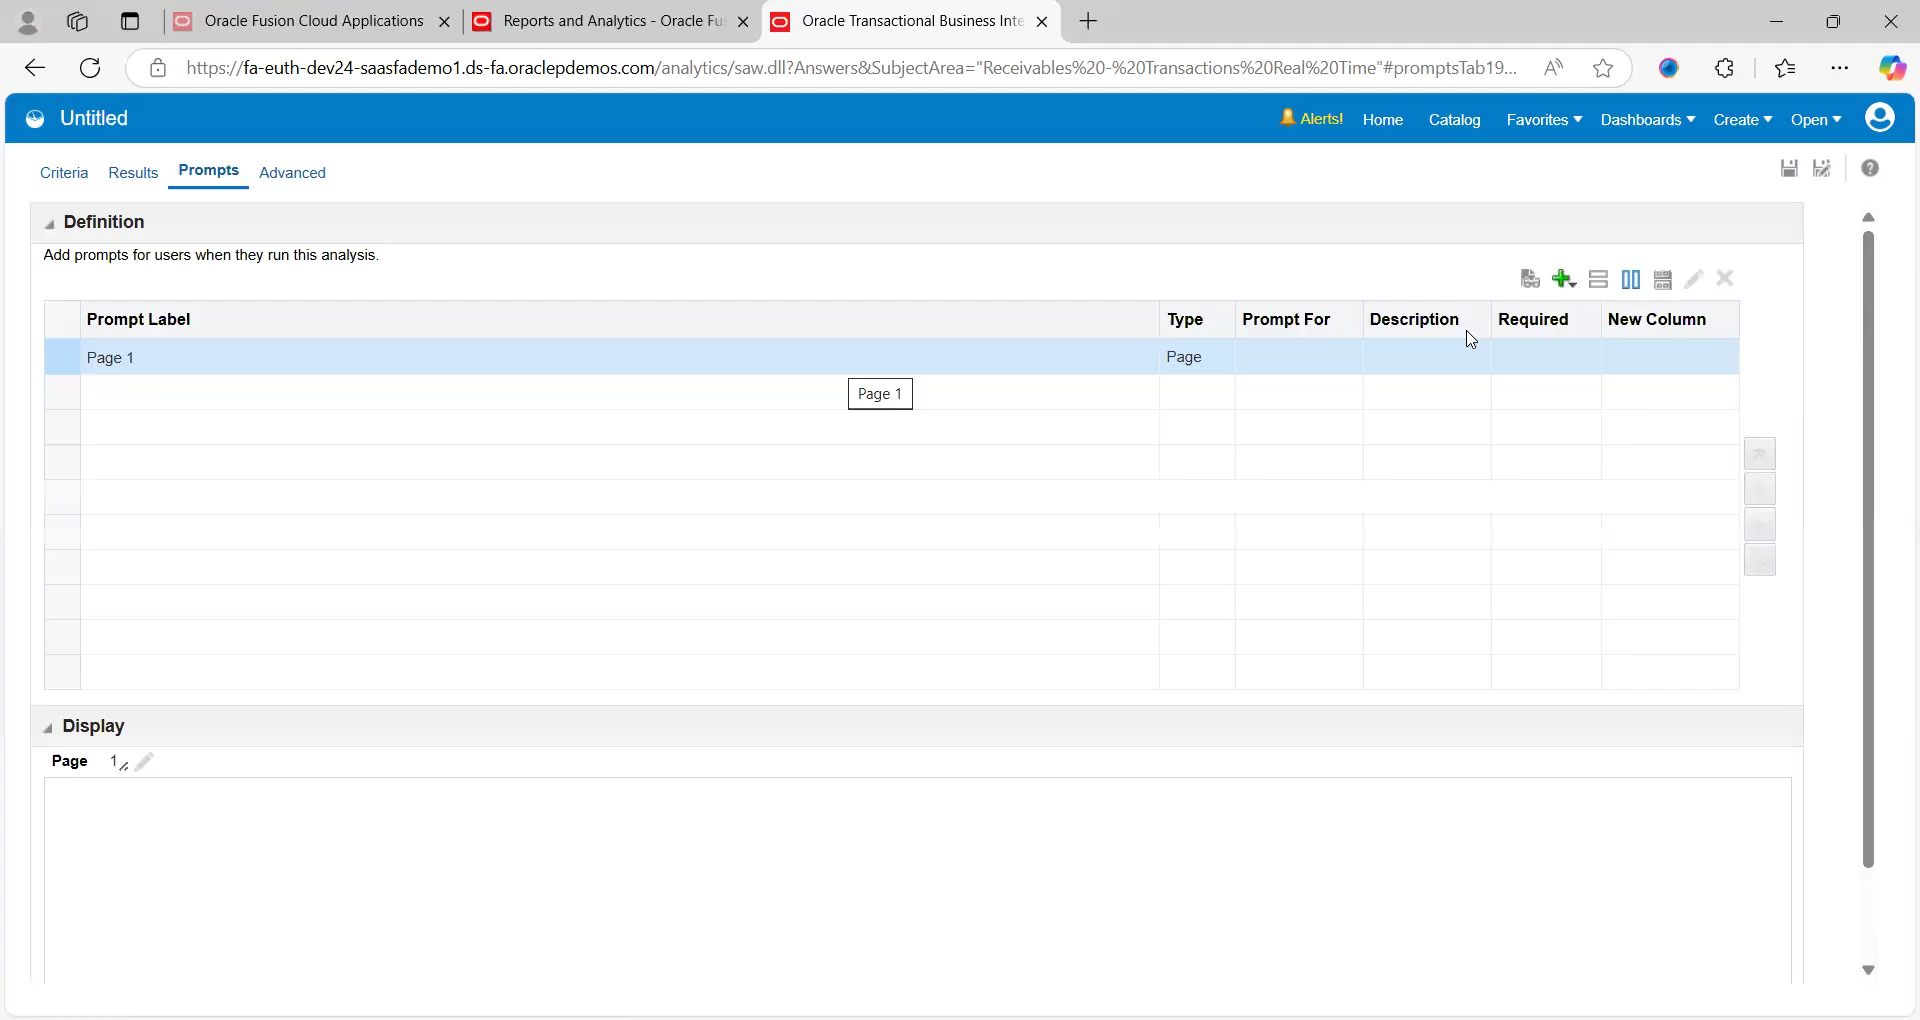 Oracle Fusion Cloud Applications
Reports and Analytics - Oracle Fu
Oracle Transactional Business Inte
https://fa-euth-dev24-saasfademo1.ds-fa.oraclepdemos.com/analytics/saw.dll?Answers&SubjectArea="Receivables%20-%20Transactions%20Real%20Time"#promptsTab19...
Untitled
Alerts! Home Catalog Favorites Dashboards Create Open
Criteria Results Prompts Advanced
Definition
Add prompts for users when they run this analysis.
Prompt Label Type Prompt For Description Required New Column
Page 1 Page
Page 1
Display
Page 1